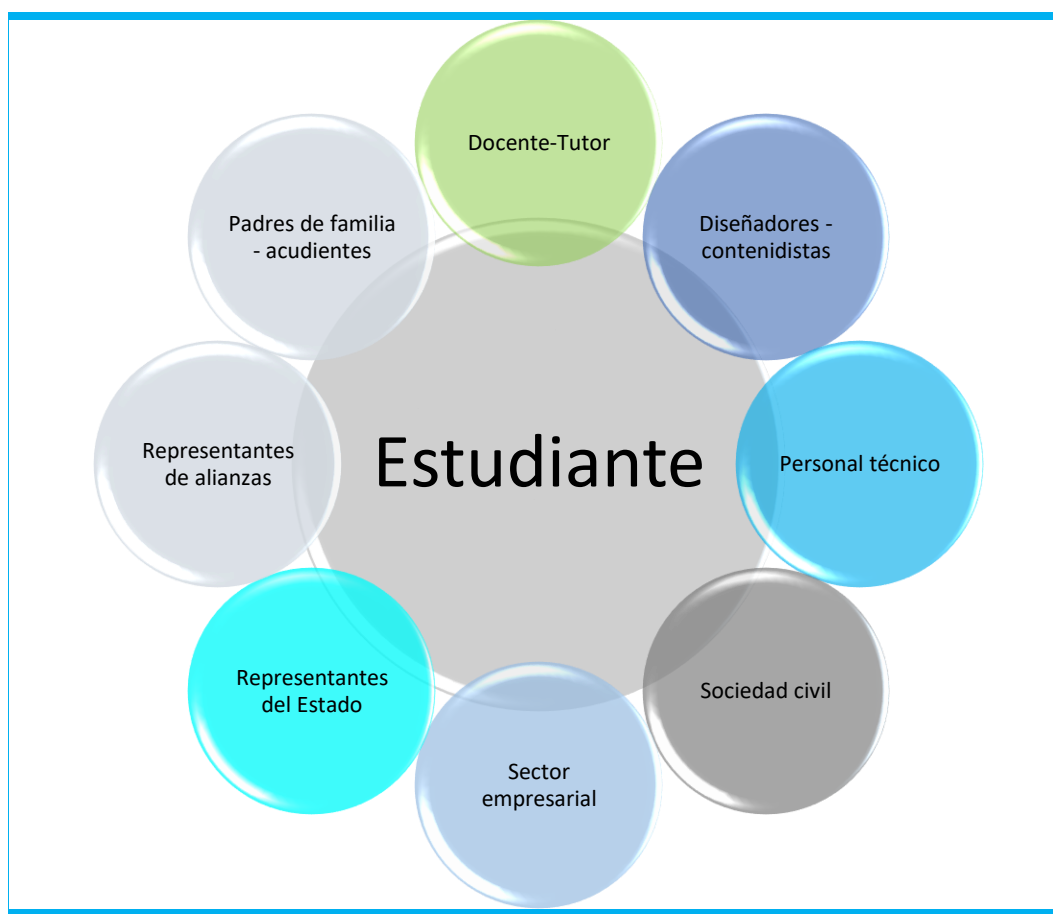 Docente-Tutor
Diseñadores -
contenidistas
Personal técnico
Sociedad civil
Sector
empresarial
Representantes
del Estado
Representantes
de alianzas
Padres de familia
- acudientes
Estudiante